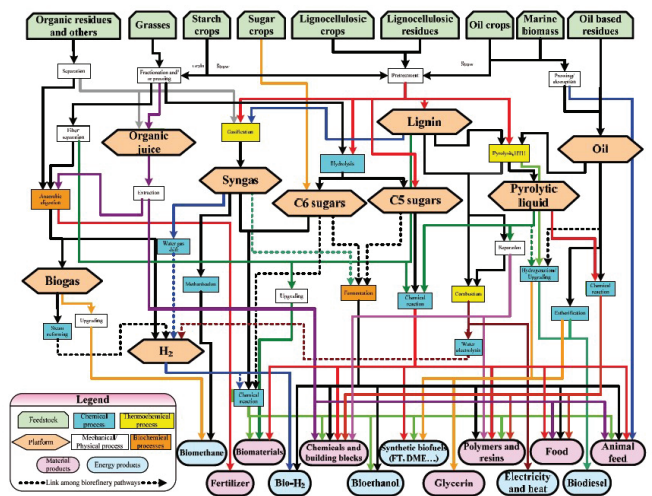 Organic residues and others
Grasses
Starch crops
Sugar crops
Lignocellulosic crops
Lignocellulosic residues
Oil crops
Marine biomass
Oil based residues
Separation
Fractionation and/
or pressing
Straw
Straw
Pretreatment
Pressing/
Fiber
separation
Organic
juice
Gasification
Lignin
Hydrolysis
Pyrolysis,
Oil
Anaerobic
digestion
Extraction
Syngas
C6 sugars
C5 sugars
Pyrolytic
liquid
Water gas
Separation
Biogas
Methanisation
Fermentation
Chemical
reaction
Combustion
Hydrogenation/
Upgrading
Chemical
reaction
Steam
reforming
Upgrading
Upgrading
Esterification
H2
Water
electrolysis
Chemical
reaction
Legend
Feedstock
Chemical
process
Thermochemical
process
Platform
Mechanical/
Physical process
Biochemical
processes
Material
products
Energy products
Link among biorefinery pathways
Biomethane
Biomaterials
Chemicals and
building blocks
Synthetic biofuels
(FT, DME…)
Polymers and
resins
Food
Animal
feed
Fertilizer
Bio-H2
Bioethanol
Glycerin
Electricity
and heat
Biodiesel